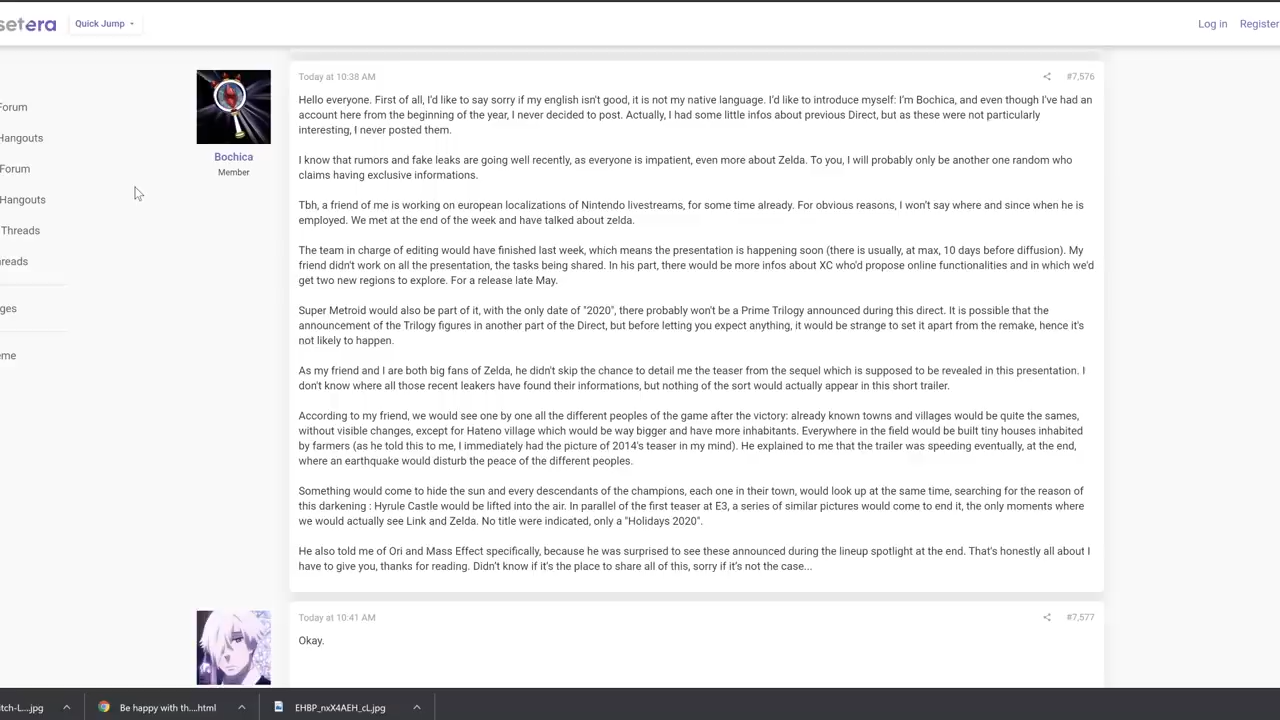 setera
Quick Jump
Log in
Register
Forum
Hangouts
Forum
Hangouts
Threads
reads
ges
eme
Bochica
Member
Today at 10:38 AM
#7,576
Hello everyone. First of all, I'd like to say sorry if my english isn't good, it is not my native language. I'd like to introduce myself: I'm Bochica, and even though I've had an
account here from the beginning of the year, I never decided to post. Actually, I had some little infos about previous Direct, but as these were not particularly
interesting, I never posted them.
I know that rumors and fake leaks are going well recently, as everyone is impatient, even more about Zelda. To you, I will probably only be another one random who
claims having exclusive informations.
Tbh, a friend of me is working on european localizations of Nintendo livestreams, for some time already. For obvious reasons, I won't say where and since when he is
employed. We met at the end of the week and have talked about zelda.
The team in charge of editing would have finished last week, which means the presentation is happening soon (there is usually, at max, 10 days before diffusion). My
friend didn't work on all the presentation, the tasks being shared. In his part, there would be more infos about XC who'd propose online functionalities and in which we'd
get two new regions to explore. For a release late May.
Super Metroid would also be part of it, with the only date of "2020", there probably won't be a Prime Trilogy announced during this direct. It is possible that the
announcement of the Trilogy figures in another part of the Direct, but before letting you expect anything, it would be strange to set it apart from the remake, hence it's
not likely to happen.
As my friend and I are both big fans of Zelda, he didn't skip the chance to detail me the teaser from the sequel which is supposed to be revealed in this presentation. I
don't know where all those recent leakers have found their informations, but nothing of the sort would actually appear in this short trailer.
According to my friend, we would see one by one all the different peoples of the game after the victory: already known towns and villages would be quite the sames,
without visible changes, except for Hateno village which would be way bigger and have more inhabitants. Everywhere in the field would be built tiny houses inhabited
by farmers (as he told this to me, I immediately had the picture of 2014's teaser in my mind). He explained to me that the trailer was speeding eventually, at the end,
where an earthquake would disturb the peace of the different peoples.
Something would come to hide the sun and every descendants of the champions, each one in their town, would look up at the same time, searching for the reason of
this darkening : Hyrule Castle would be lifted into the air. In parallel of the first teaser at E3, a series of similar pictures would come to end it, the only moments where
we would actually see Link and Zelda. No title were indicated, only a "Holidays 2020".
He also told me of Ori and Mass Effect specifically, because he was surprised to see these announced during the lineup spotlight at the end. That's honestly all about I
have to give you, thanks for reading. Didn't know if it's the place to share all of this, sorry if it's not the case...
Today at 10:41 AM
#7,577
Okay.
itch-L....jpg
Be happy with th....html
EHBP_nxX4AEH_cL.jpg